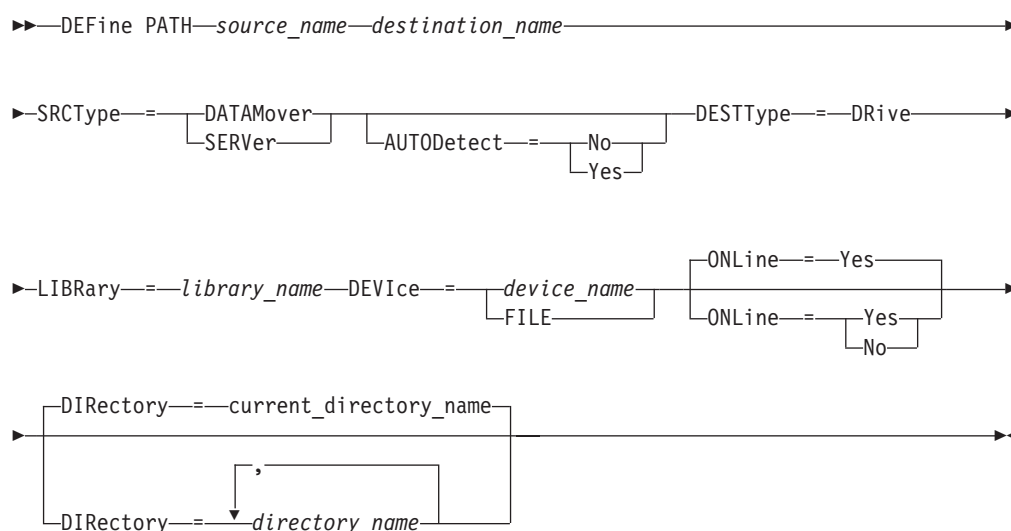 DEFine PATH source_name destination_name
SRCType = DATAMover DESTType = DRive
SERVer AUTODetect = No
Yes
ONLine = Yes
LIBRary = library_name DEVIce = device_name
FILE ONLine = Yes
No
DIRectory = current_directory_name
,
DIRectory = directory_name